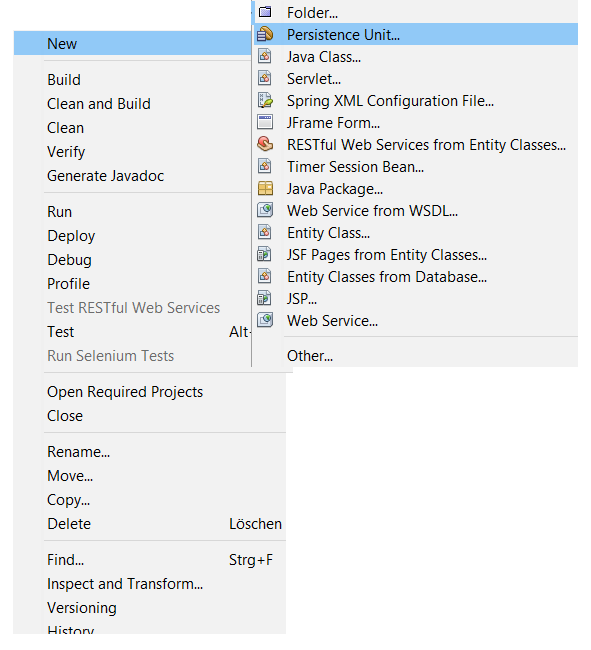 New
Build
Clean and Build
Clean
Verify
Generate Javadoc
Run
Deploy
Debug
Profile
Test RESTful Web Services
Test Alt-
Run Selenium Tests
Open Required Projects
Close
Rename...
Move...
Copy...
Delete Löschen
Find... Strg+F
Inspect and Transform...
Versioning
History
Folder...
Persistence Unit...
Java Class...
Servlet...
Spring XML Configuration File...
JFrame Form...
RESTful Web Services from Entity Classes...
Timer Session Bean...
Java Package...
Web Service from WSDL...
Entity Class...
JSF Pages from Entity Classes...
Entity Classes from Database...
JSP...
Web Service...
Other...